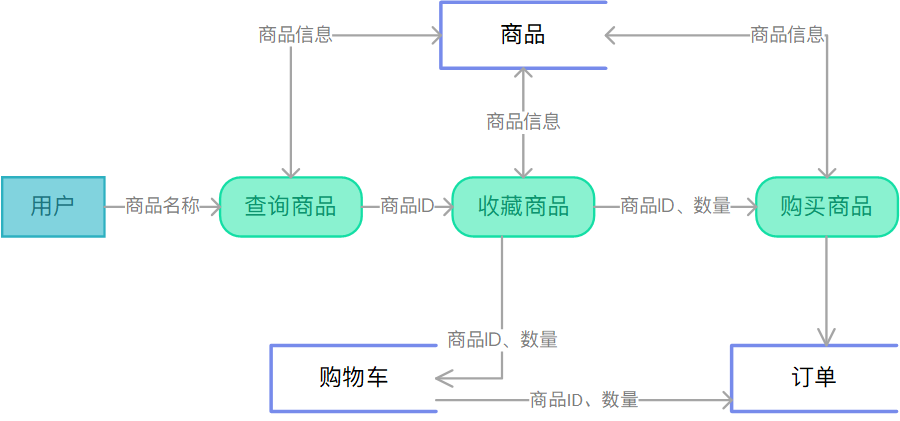 商品
商品信息
商品信息
商品信息
用户
商品名称
查询商品
商品ID
收藏商品
商品ID、数量
购买商品
商品ID、数量
购物车
订单
商品ID、数量